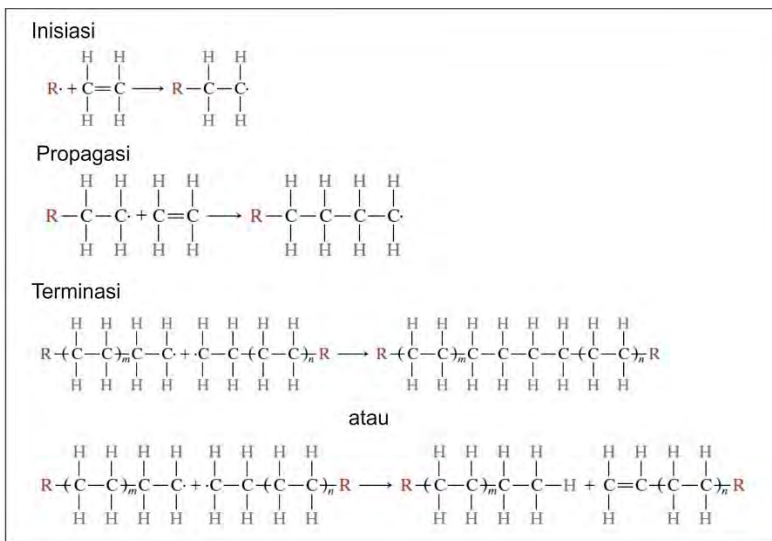 Inisiasi
H H H H
R· + C=C ⟶ R–C–C·
H H H H
Propagasi
H H H H H H H H
R–C–C· + C=C ⟶ R–C–C–C–C·
H H H H H H H H
Terminasi
H H H H H H H H H H H H H H H H
R-(C–C)m=C–C· + ·C–C-(C–C)n R ⟶ R-(C–C)m–C–C–C–C-(C–C)n R
H H H H H H H H H H H H H H H H
atau
H H H H H H H H H H H H H H H H
R-(C–C)m C–C· + ·C–C-(C–C)n R ⟶ R-(C–C)m C–C–H + C=C-(C–C)n R
H H H H H H H H H H H H H H H